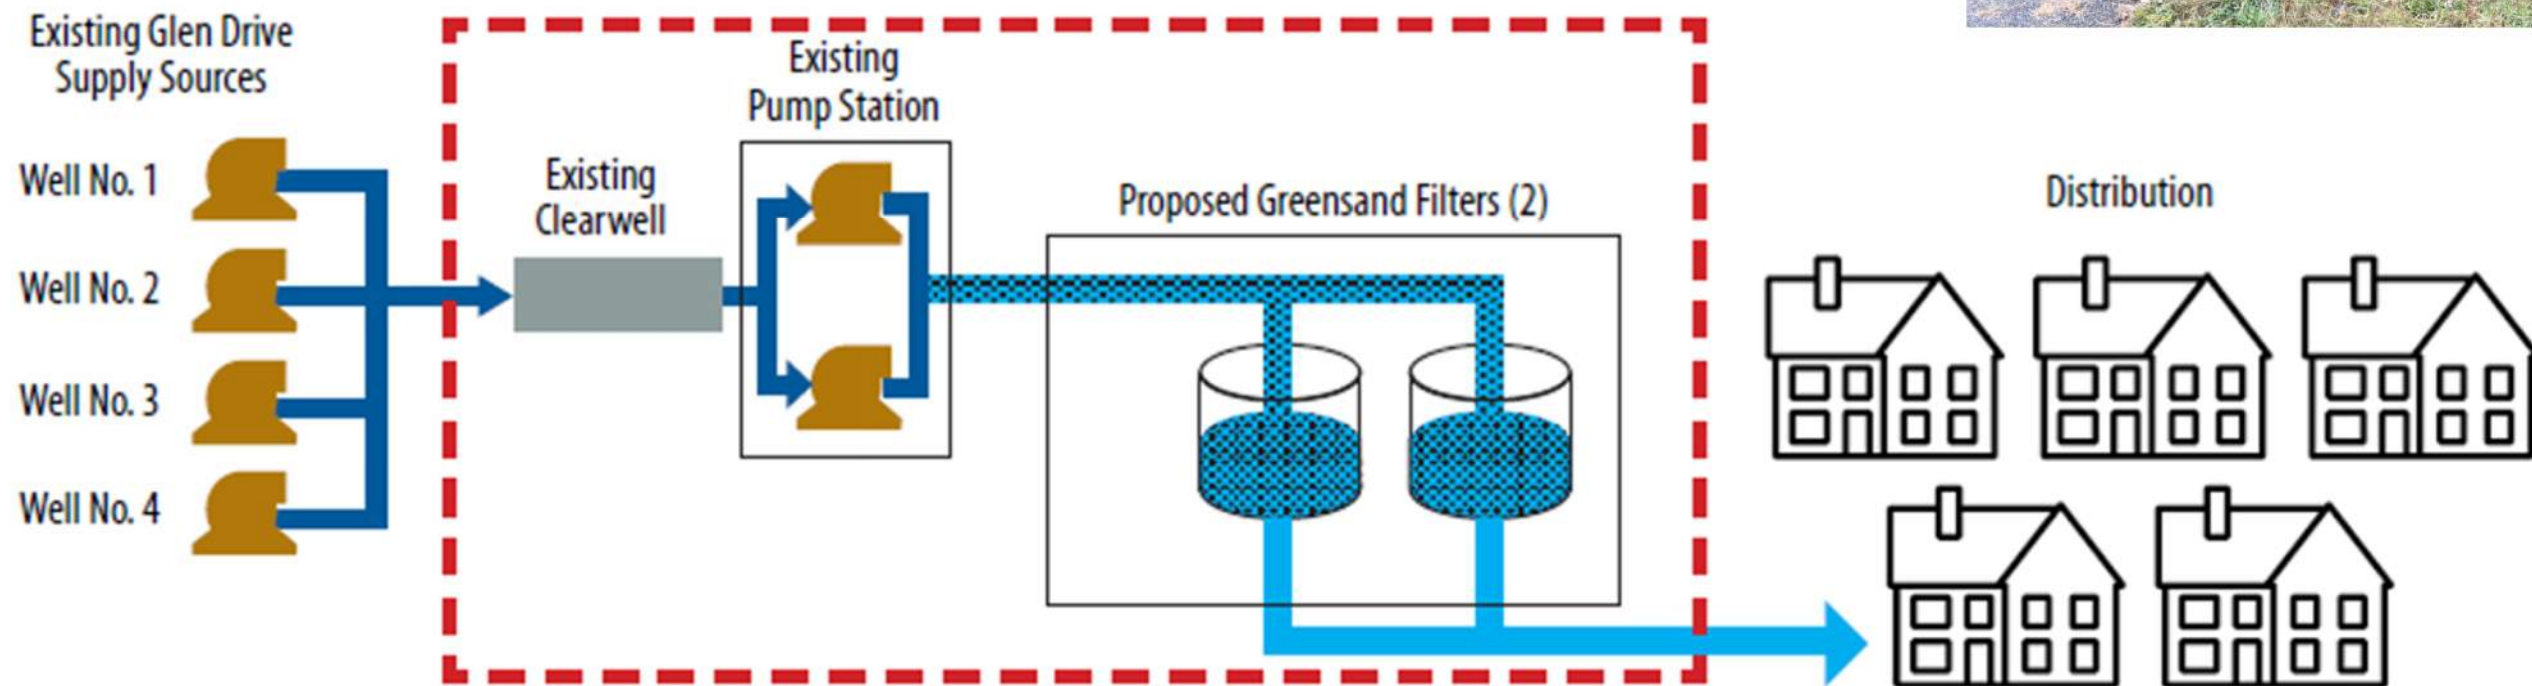 Existing Glen Drive
Supply Sources
Well No. 1
Well No. 2
Well No. 3
Well No. 4
Existing
Clearwell
Existing
Pump Station
Proposed Greensand Filters (2)
Distribution